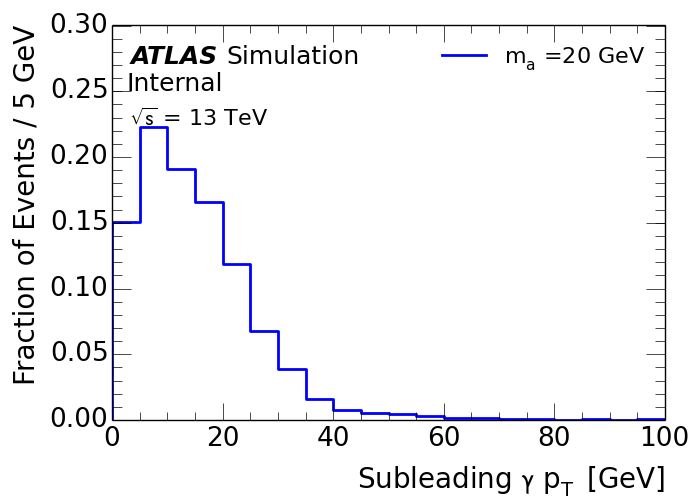 ATLAS Simulation
Internal
√s = 13 TeV
mₐ =20 GeV
Fraction of Events / 5 GeV
0.30
0.25
0.20
0.15
0.10
0.05
0.00
0 20 40 60 80 100
Subleading γ p_T [GeV]